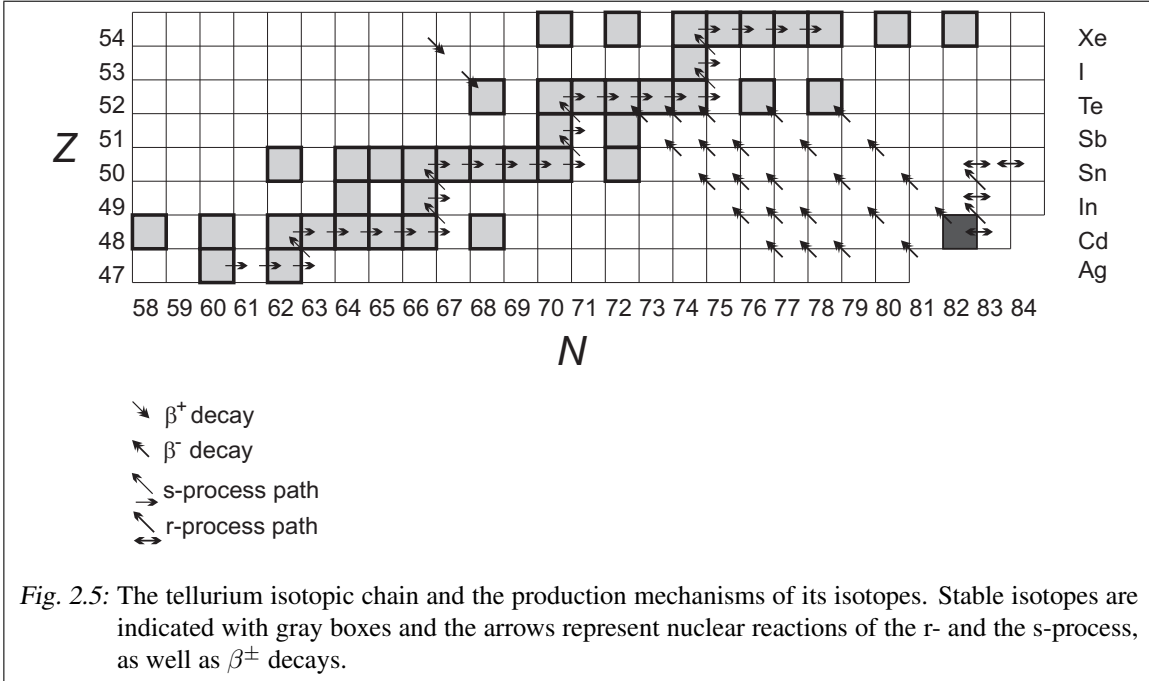 54 Xe
53 I
52 Te
51 Sb
50 Sn
49 In
48 Cd
47 Ag
Z
58 59 60 61 62 63 64 65 66 67 68 69 70 71 72 73 74 75 76 77 78 79 80 81 82 83 84
N
β+ decay
β- decay
s-process path
r-process path
Fig. 2.5: The tellurium isotopic chain and the production mechanisms of its isotopes. Stable isotopes are
indicated with gray boxes and the arrows represent nuclear reactions of the r- and the s-process,
as well as β± decays.